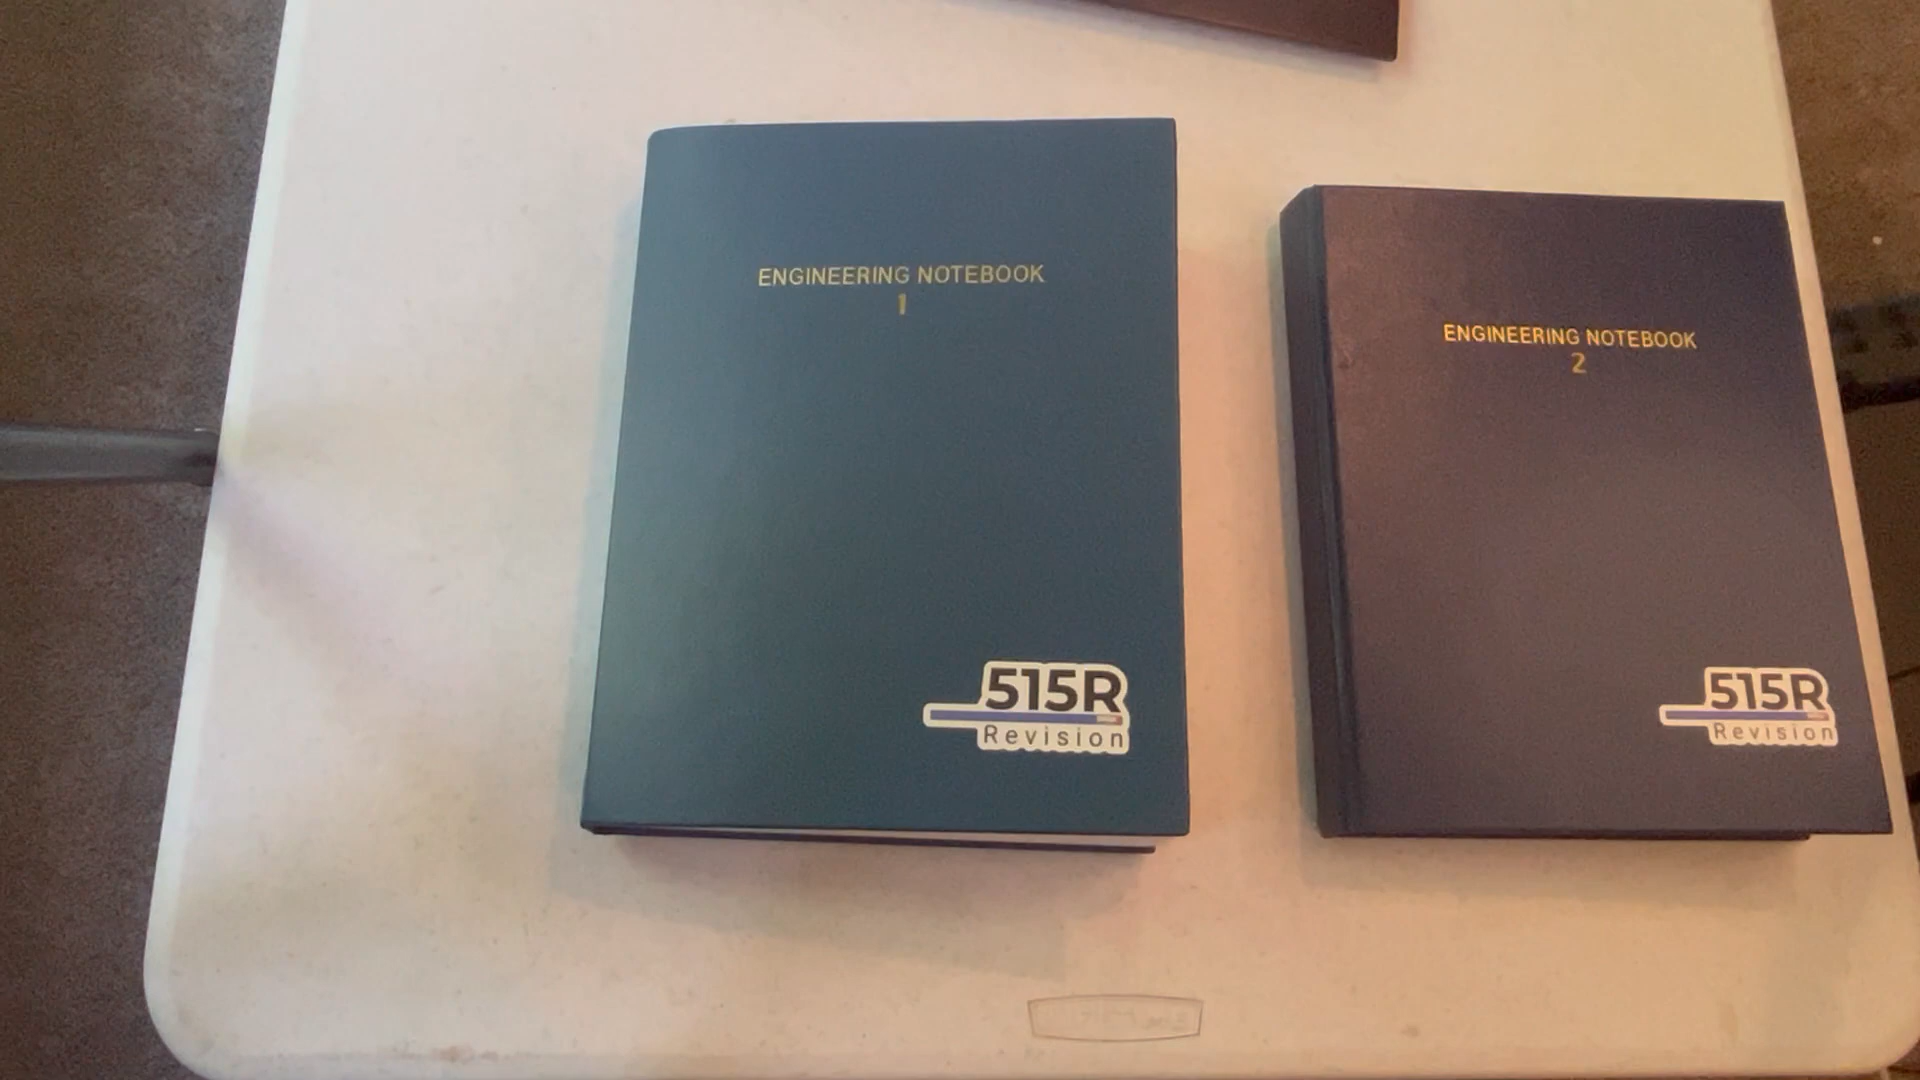 ENGINEERING NOTEBOOK
1
515R
Revision
ENGINEERING NOTEBOOK
2
515R
Revision